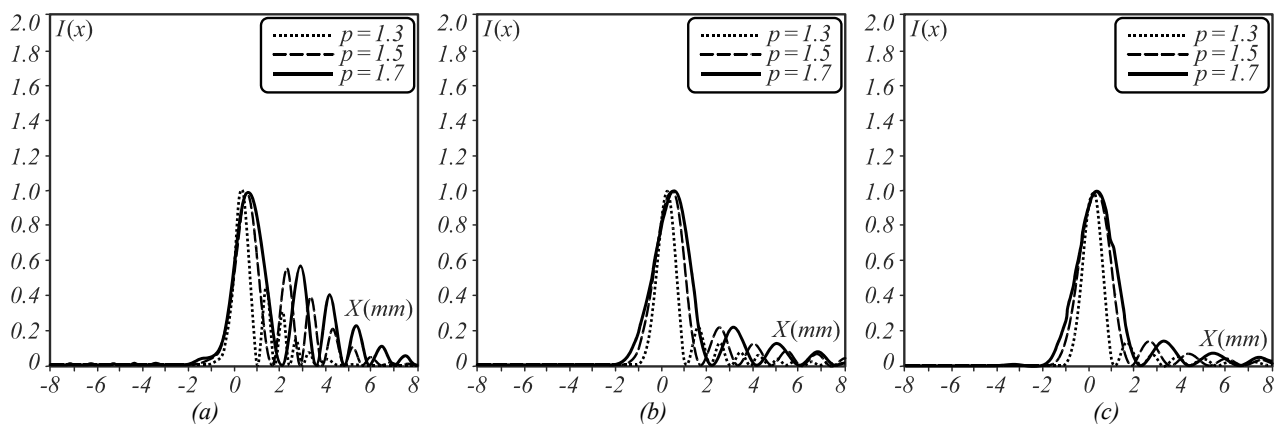 2.0 I(x) p=1.3 2.0 I(x) p=1.3 2.0 I(x) p=1.3
1.8 p=1.5 1.8 p=1.5 1.8 p=1.5
1.6 p=1.7 1.6 p=1.7 1.6 p=1.7
1.4 1.4 1.4
1.2 1.2 1.2
1.0 1.0 1.0
0.8 0.8 0.8
0.6 0.6 0.6
0.4 X(mm) 0.4 0.4
0.2 0.2 X(mm) 0.2 X(mm)
0 0 0
-8 -6 -4 -2 0 2 4 6 8 -8 -6 -4 -2 0 2 4 6 8 -8 -6 -4 -2 0 2 4 6 8
(a) (b) (c)